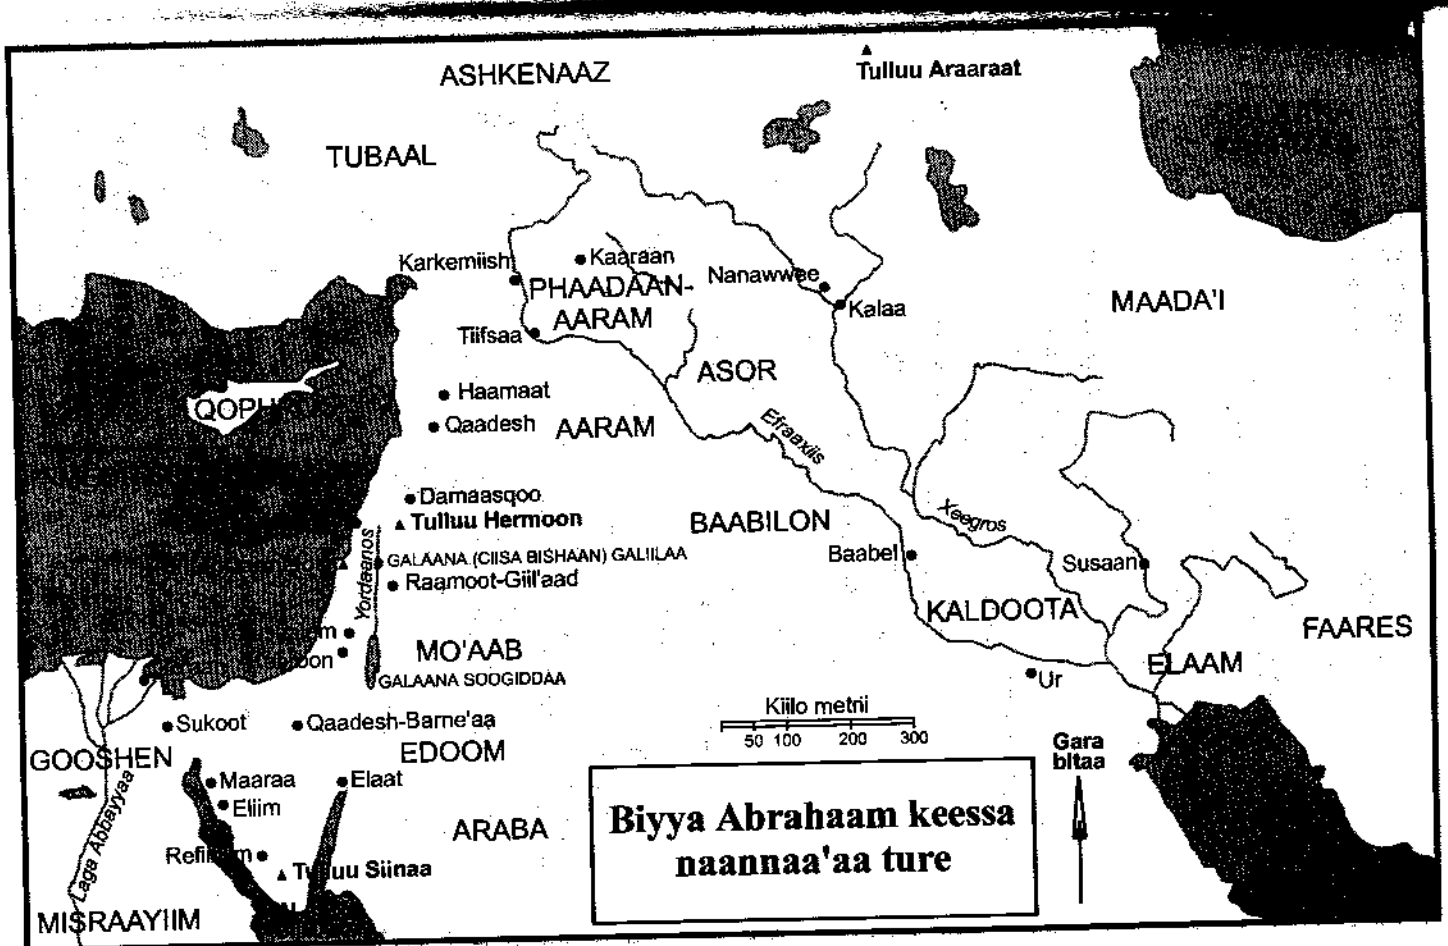 ASHKENAAZ
Tulluu Araaraat
TUBAAL
Karkemiish
Kaaraan
Nanawwee
PHAADAAN-
AARAM
Kalaa
MAADA'I
Tiifsaa
ASOR
Haamaat
Qaadesh
AARAM
Efraaxiis
Damaasqoo
Tulluu Hermoon
BAABILON
Xeegros
Yordaanos
GALAANA (CIISA BISHAAN) GALIILAA
Raamoot-Giil'aad
Baabel
Susaan
KALDOOTA
FAARES
MO'AAB
ELAAM
GALAANA SOOGIDDAA
Ur
Sukoot
Qaadesh-Barne'aa
Kiilo metrii
50 100 200 300
GOOSHEN
EDOOM
Gara
bitaa
Maaraa
Elaat
Eliim
Laga Abbayyaa
ARABA
Biyya Abrahaam keessa
naannaa'aa ture
Tulluu Siinaa
MISRAAYIIM